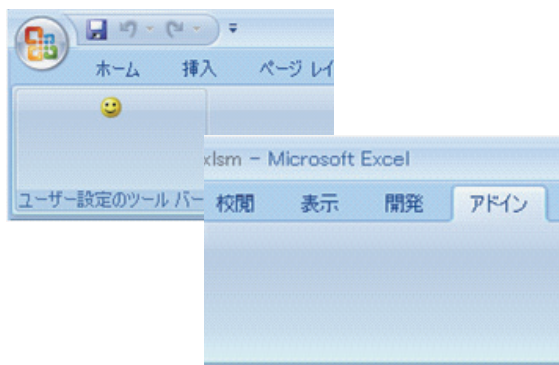 ホーム 挿入 ページ レイ
ユーザー設定のツール バー
xlsm - Microsoft Excel
校閲 表示 開発 アドイン